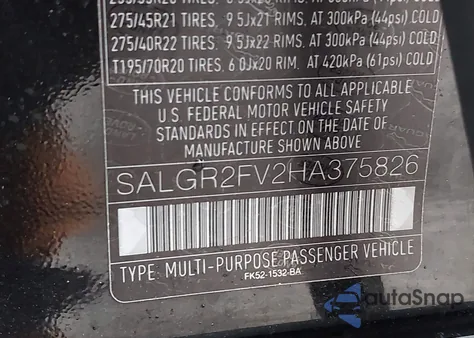 275/45R21 TIRES, 9.5Jx21 RIMS, AT 300kPa (44psi) COLD
275/40R22 TIRES, 9.5Jx22 RIMS, AT 300kPa (44psi) COLD
T195/70R20 TIRES, 6.0Jx20 RIM, AT 420kPa (61psi) COLD
THIS VEHICLE CONFORMS TO ALL APPLICABLE
U.S. FEDERAL MOTOR VEHICLE SAFETY
STANDARDS IN EFFECT ON THE DATE OF
MANUFACTURE SHOWN ABOVE
SALGR2FV2HA375826
TYPE: MULTI-PURPOSE PASSENGER VEHICLE
FK52-1532-BA
autoSnap